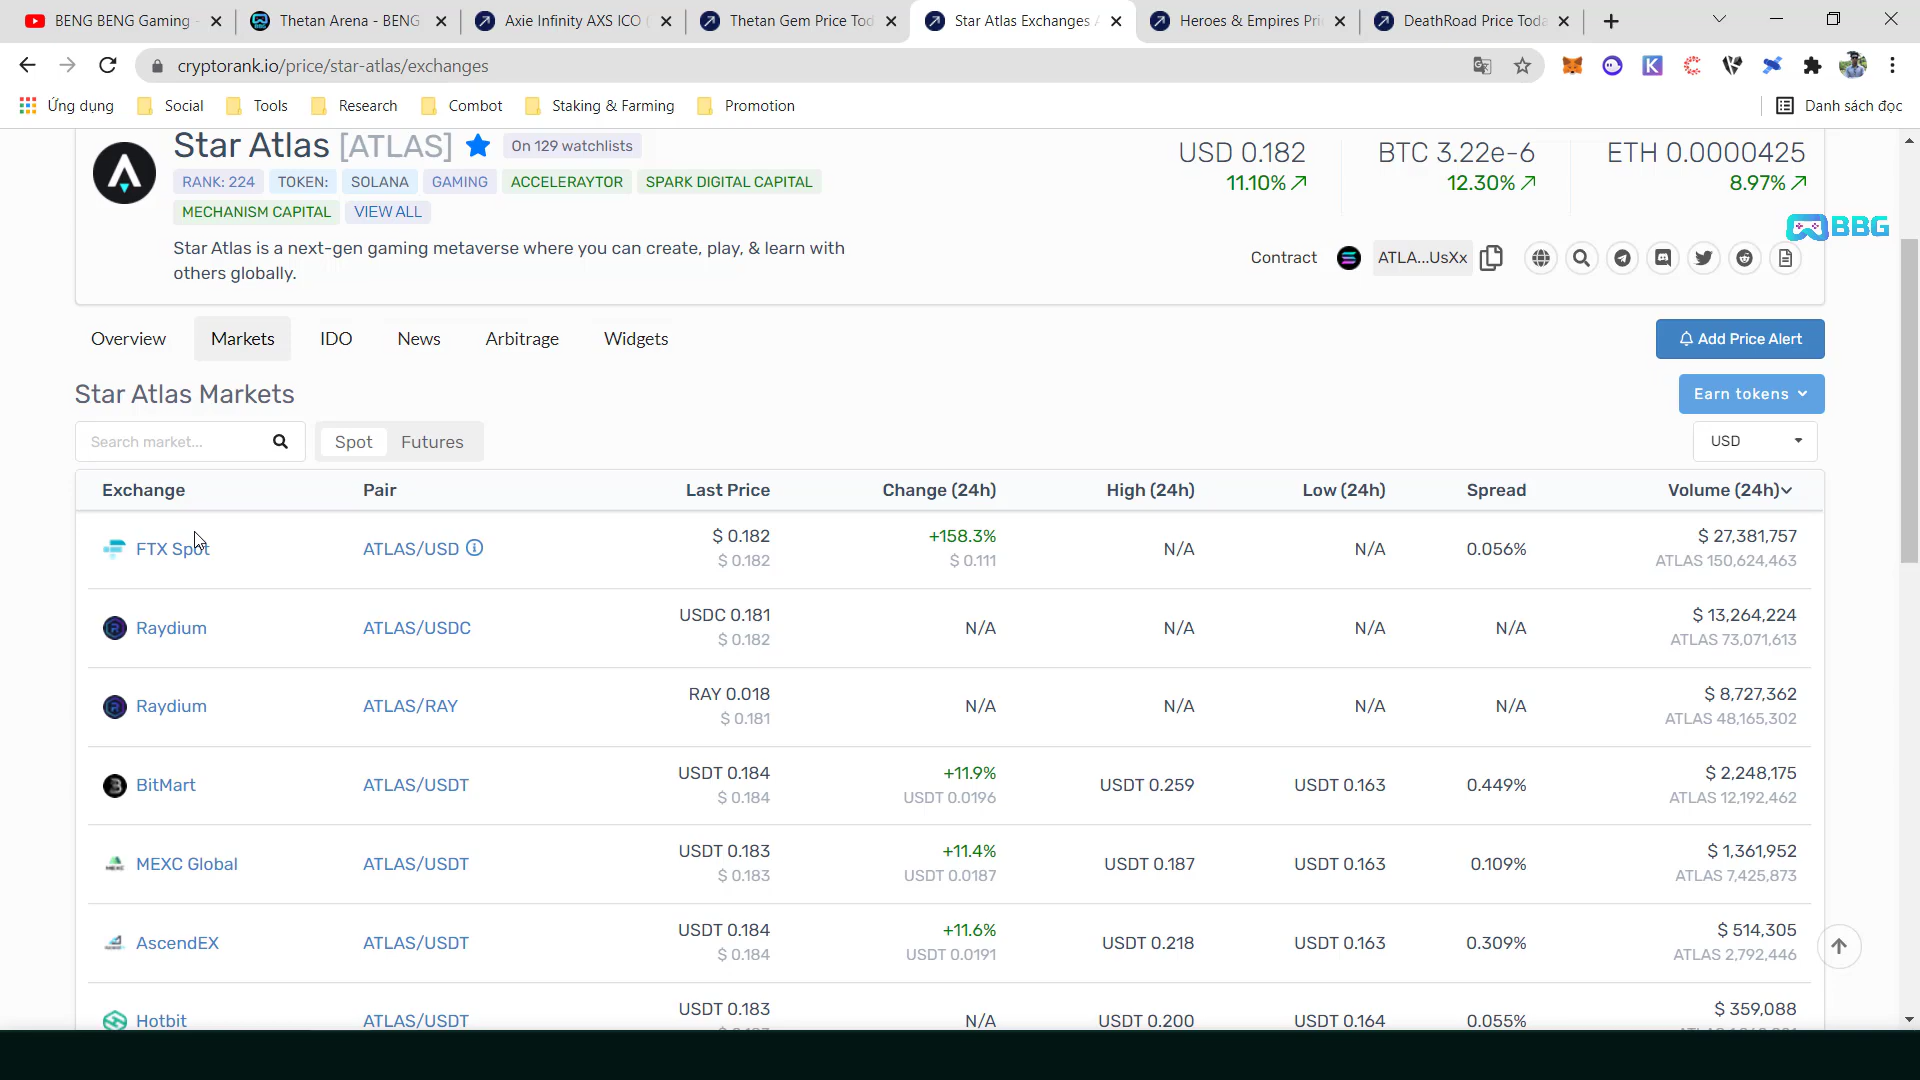 BENG BENG Gaming -
Thetan Arena - BENG
Axie Infinity AXS ICO
Thetan Gem Price Tod
Star Atlas Exchanges
Heroes & Empires Pri
DeathRoad Price Toda
cryptorank.io/price/star-atlas/exchanges
Ứng dụng Social Tools Research Combot Staking & Farming Promotion Danh sách đọc
Star Atlas [ATLAS] On 129 watchlists
RANK: 224 TOKEN: SOLANA GAMING ACCELERAYTOR SPARK DIGITAL CAPITAL
MECHANISM CAPITAL VIEW ALL
Star Atlas is a next-gen gaming metaverse where you can create, play, & learn with
others globally.
USD 0.182 BTC 3.22e-6 ETH 0.0000425
11.10% 12.30% 8.97%
BBG
Contract ATLA...UsXx
Overview Markets IDO News Arbitrage Widgets
Add Price Alert
Star Atlas Markets
Earn tokens
Search market... Spot Futures USD
Exchange Pair Last Price Change (24h) High (24h) Low (24h) Spread Volume (24h)
FTX Spot ATLAS/USD $ 0.182 +158.3% N/A N/A 0.056% $ 27,381,757
$ 0.182 $ 0.111 ATLAS 150,624,463
Raydium ATLAS/USDC USDC 0.181 N/A N/A N/A N/A $ 13,264,224
$ 0.182 ATLAS 73,071,613
Raydium ATLAS/RAY RAY 0.018 N/A N/A N/A N/A $ 8,727,362
$ 0.181 ATLAS 48,165,302
BitMart ATLAS/USDT USDT 0.184 +11.9% USDT 0.259 USDT 0.163 0.449% $ 2,248,175
$ 0.184 USDT 0.0196 ATLAS 12,192,462
MEXC Global ATLAS/USDT USDT 0.183 +11.4% USDT 0.187 USDT 0.163 0.109% $ 1,361,952
$ 0.183 USDT 0.0187 ATLAS 7,425,873
AscendEX ATLAS/USDT USDT 0.184 +11.6% USDT 0.218 USDT 0.163 0.309% $ 514,305
$ 0.184 USDT 0.0191 ATLAS 2,792,446
Hotbit ATLAS/USDT USDT 0.183 N/A USDT 0.200 USDT 0.164 0.055% $ 359,088